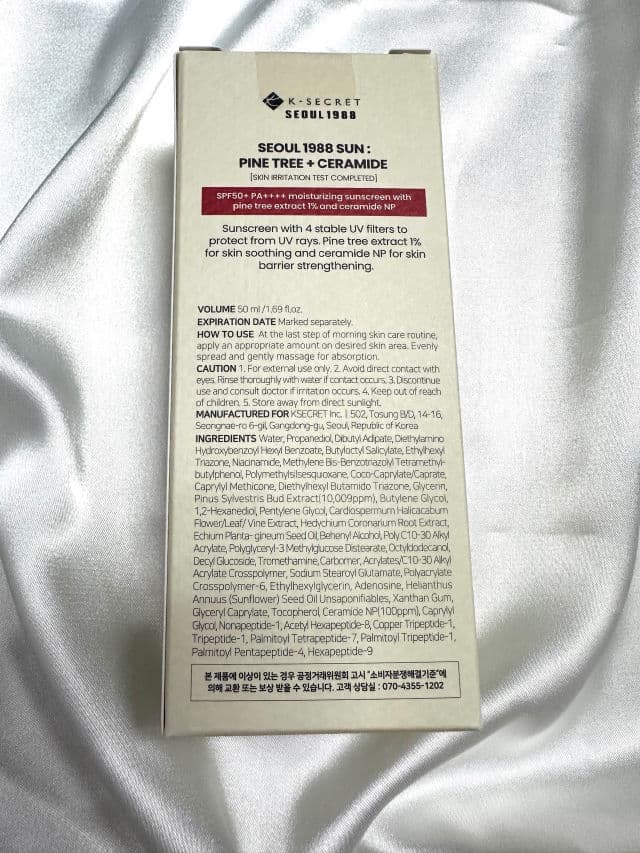 K-SECRET
SEOUL1988
SEOUL 1988 SUN :
PINE TREE + CERAMIDE
[SKIN IRRITATION TEST COMPLETED]
SPF50+ PA++++ moisturizing sunscreen with
pine tree extract 1% and ceramide NP
Sunscreen with 4 stable UV filters to
protect from UV rays. Pine tree extract 1%
for skin soothing and ceramide NP for skin
barrier strengthening.
VOLUME 50 ml /1.69 fl.oz.
EXPIRATION DATE Marked separately.
HOW TO USE At the last step of morning skin care routine,
apply an appropriate amount on desired skin area. Evenly
spread and gently massage for absorption.
CAUTION 1. For external use only. 2. Avoid direct contact with
eyes. Rinse thoroughly with water if contact occurs. 3. Discontinue
use and consult doctor if irritation occurs. 4. Keep out of reach
of children. 5. Store away from direct sunlight.
MANUFACTURED FOR KSECRET Inc. | 502, Tosung B/D, 14-16,
Seongnae-ro 6-gil, Gangdong-gu, Seoul, Republic of Korea
INGREDIENTS Water, Propanediol, Dibutyl Adipate, Diethylamino
Hydroxybenzoyl Hexyl Benzoate, Butyloctyl Salicylate, Ethylhexyl
Triazone, Niacinamide, Methylene Bis-Benzotriazolyl Tetramethyl-
butylphenol, Polymethylsilsesquioxane, Coco-Caprylate/Caprate,
Caprylyl Methicone, Diethylhexyl Butamido Triazone, Glycerin,
Pinus Sylvestris Bud Extract(10,009ppm), Butylene Glycol,
1,2-Hexanediol, Pentylene Glycol, Cardiospermum Halicacabum
Flower/Leaf/ Vine Extract, Hedychium Coronarium Root Extract,
Echium Planta- gineum Seed Oil, Behenyl Alcohol, Poly C10-30 Alkyl
Acrylate, Polyglyceryl-3 Methylglucose Distearate, Octyldodecanol,
Decyl Glucoside, Tromethamine, Carbomer, Acrylates/C10-30 Alkyl
Acrylate Crosspolymer, Sodium Stearoyl Glutamate, Polyacrylate
Crosspolymer-6, Ethylhexylglycerin, Adenosine, Helianthus
Annuus (Sunflower) Seed Oil Unsaponifiables, Xanthan Gum,
Glyceryl Caprylate, Tocopherol, Ceramide NP(100ppm), Caprylyl
Glycol, Nonapeptide-1, Acetyl Hexapeptide-8, Copper Tripeptide-1,
Tripeptide-1, Palmitoyl Tetrapeptide-7, Palmitoyl Tripeptide-1,
Palmitoyl Pentapeptide-4, Hexapeptide-9
본 제품에 이상이 있는 경우 공정거래위원회 고시 "소비자분쟁해결기준"에
의해 교환 또는 보상 받을 수 있습니다. 고객 상담실 : 070-4355-1202